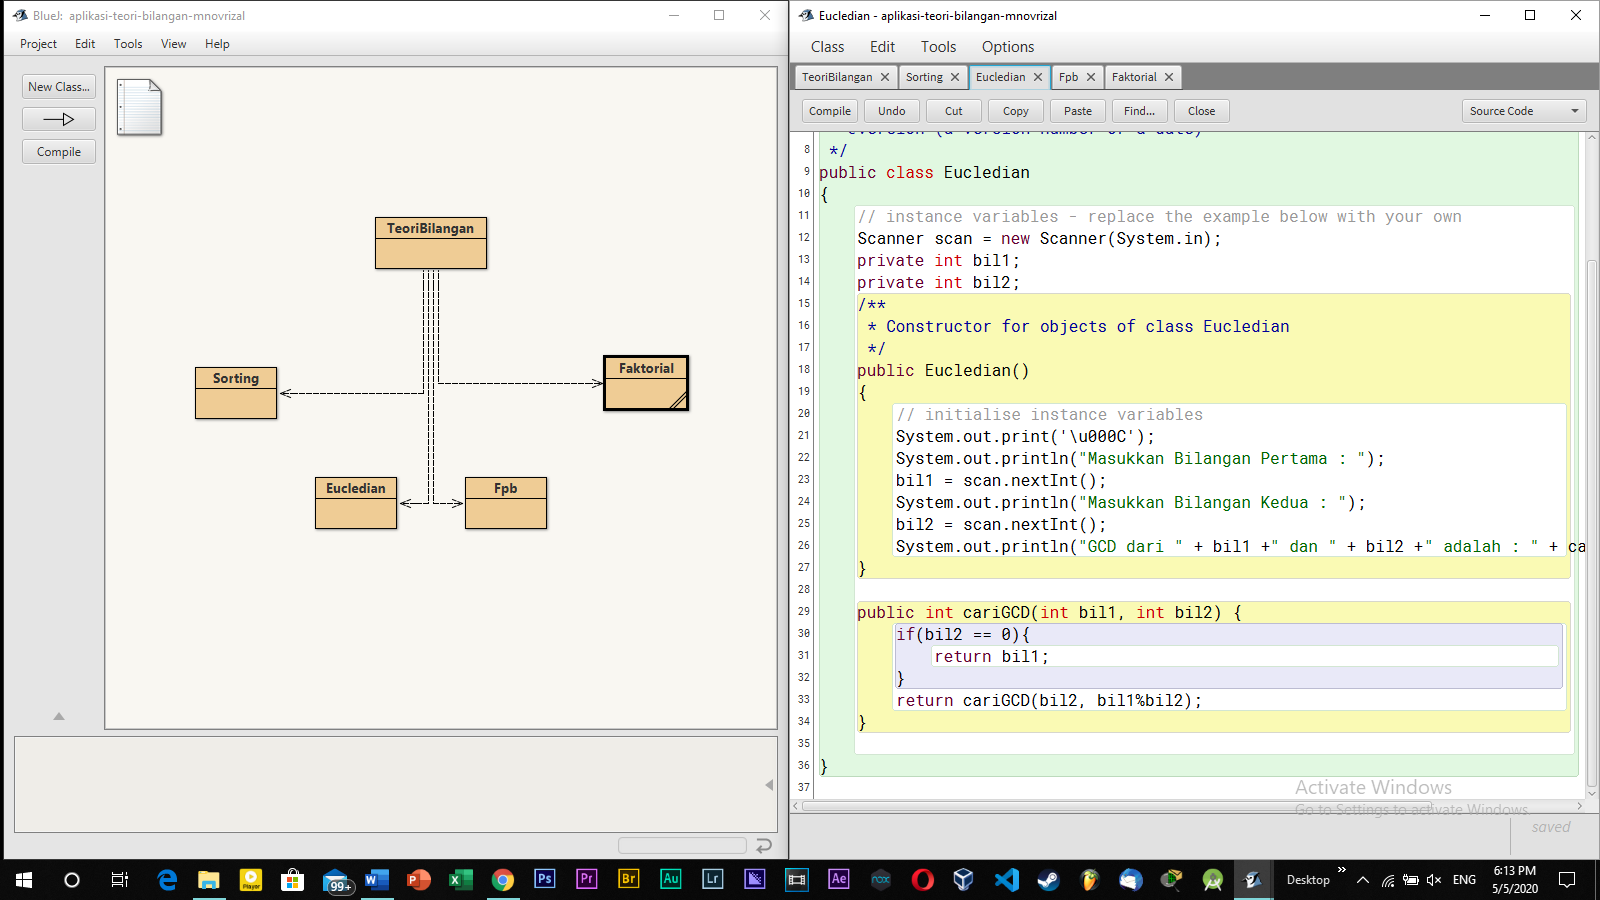 BlueJ: aplikasi-teori-bilangan-mnovrizal
Project Edit Tools View Help
New Class...
Compile
TeoriBilangan
Sorting
Faktorial
Eucledian
Fpb
Eucledian - aplikasi-teori-bilangan-mnovrizal
Class Edit Tools Options
TeoriBilangan Sorting Eucledian Fpb Faktorial
Compile Undo Cut Copy Paste Find... Close Source Code
8 */
9 public class Eucledian
10 {
11 // instance variables - replace the example below with your own
12 Scanner scan = new Scanner(System.in);
13 private int bil1;
14 private int bil2;
15 /**
16 * Constructor for objects of class Eucledian
17 */
18 public Eucledian()
19 {
20 // initialise instance variables
21 System.out.print('\u000C');
22 System.out.println("Masukkan Bilangan Pertama : ");
23 bil1 = scan.nextInt();
24 System.out.println("Masukkan Bilangan Kedua : ");
25 bil2 = scan.nextInt();
26 System.out.println("GCD dari " + bil1 +" dan " + bil2 +" adalah : " + ca
27 }
28
29 public int cariGCD(int bil1, int bil2) {
30 if(bil2 == 0){
31 return bil1;
32 }
33 return cariGCD(bil2, bil1%bil2);
34 }
35
36 }
37
Activate Windows
Go to Settings to activate Windows.
saved
99+
Player
Ps Pr Br Au Lr Ae
Desktop
ENG
6:13 PM
5/5/2020